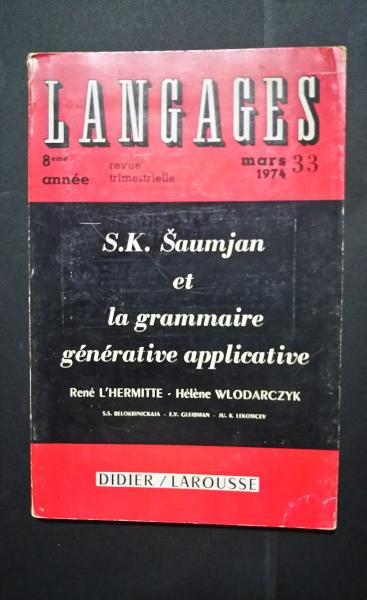 LANGAGES
8eme année
revue trimestrielle
mars 1974
33
S.K. Šaumjan
et
la grammaire
générative applicative
René L'HERMITTE - Hélène WLODARCZYK
S.S. BELOKRINICKAJA - E.V. GLEIBMAN - JU. K. LEKOMCEV
DIDIER / LAROUSSE